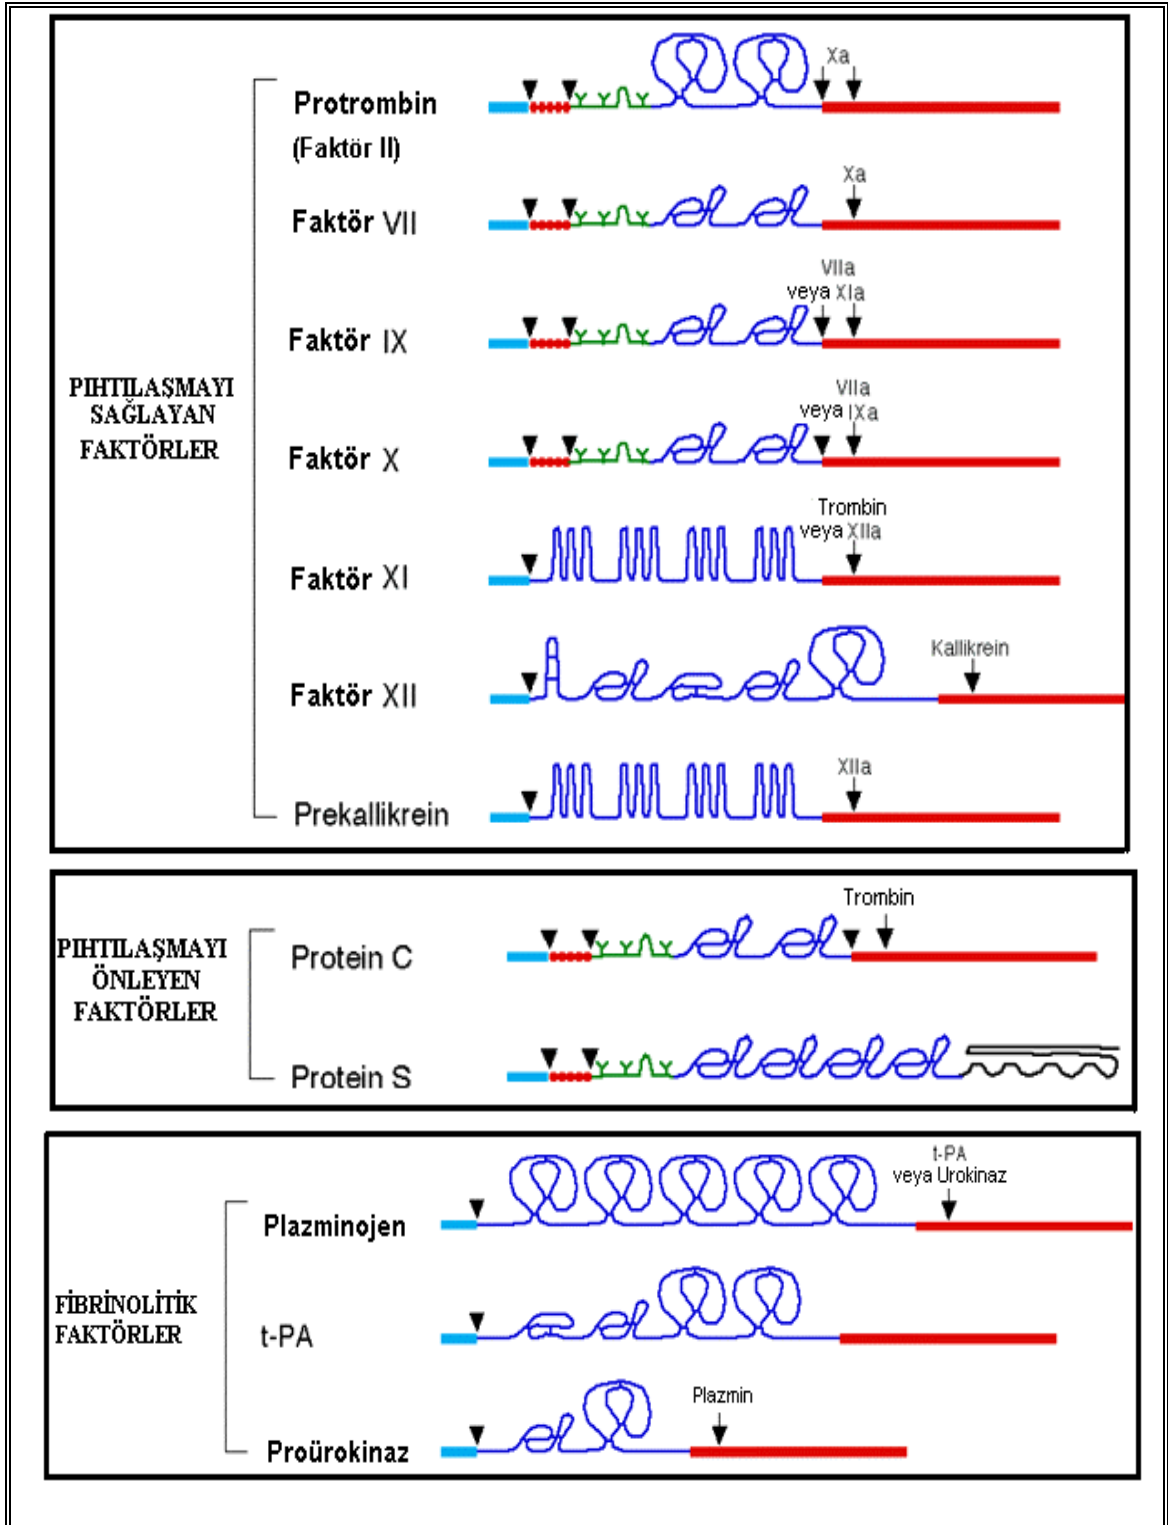 Xa
Protrombin
(Faktör II)
Xa
Faktör VII
VIIa
veya XIa
Faktör IX
PIHTILAŞMAYI
SAĞLAYAN
FAKTÖRLER
VIIa
veya IXa
Faktör X
Trombin
veya XIIa
Faktör XI
Kallikrein
Faktör XII
XIIa
Prekallikrein
PIHTILAŞMAYI
ÖNLEYEN
FAKTÖRLER
Trombin
Protein C
Protein S
t-PA
veya Urokinaz
Plazminojen
FİBRİNOLİTİK
FAKTÖRLER
t-PA
Plazmin
Proürokinaz